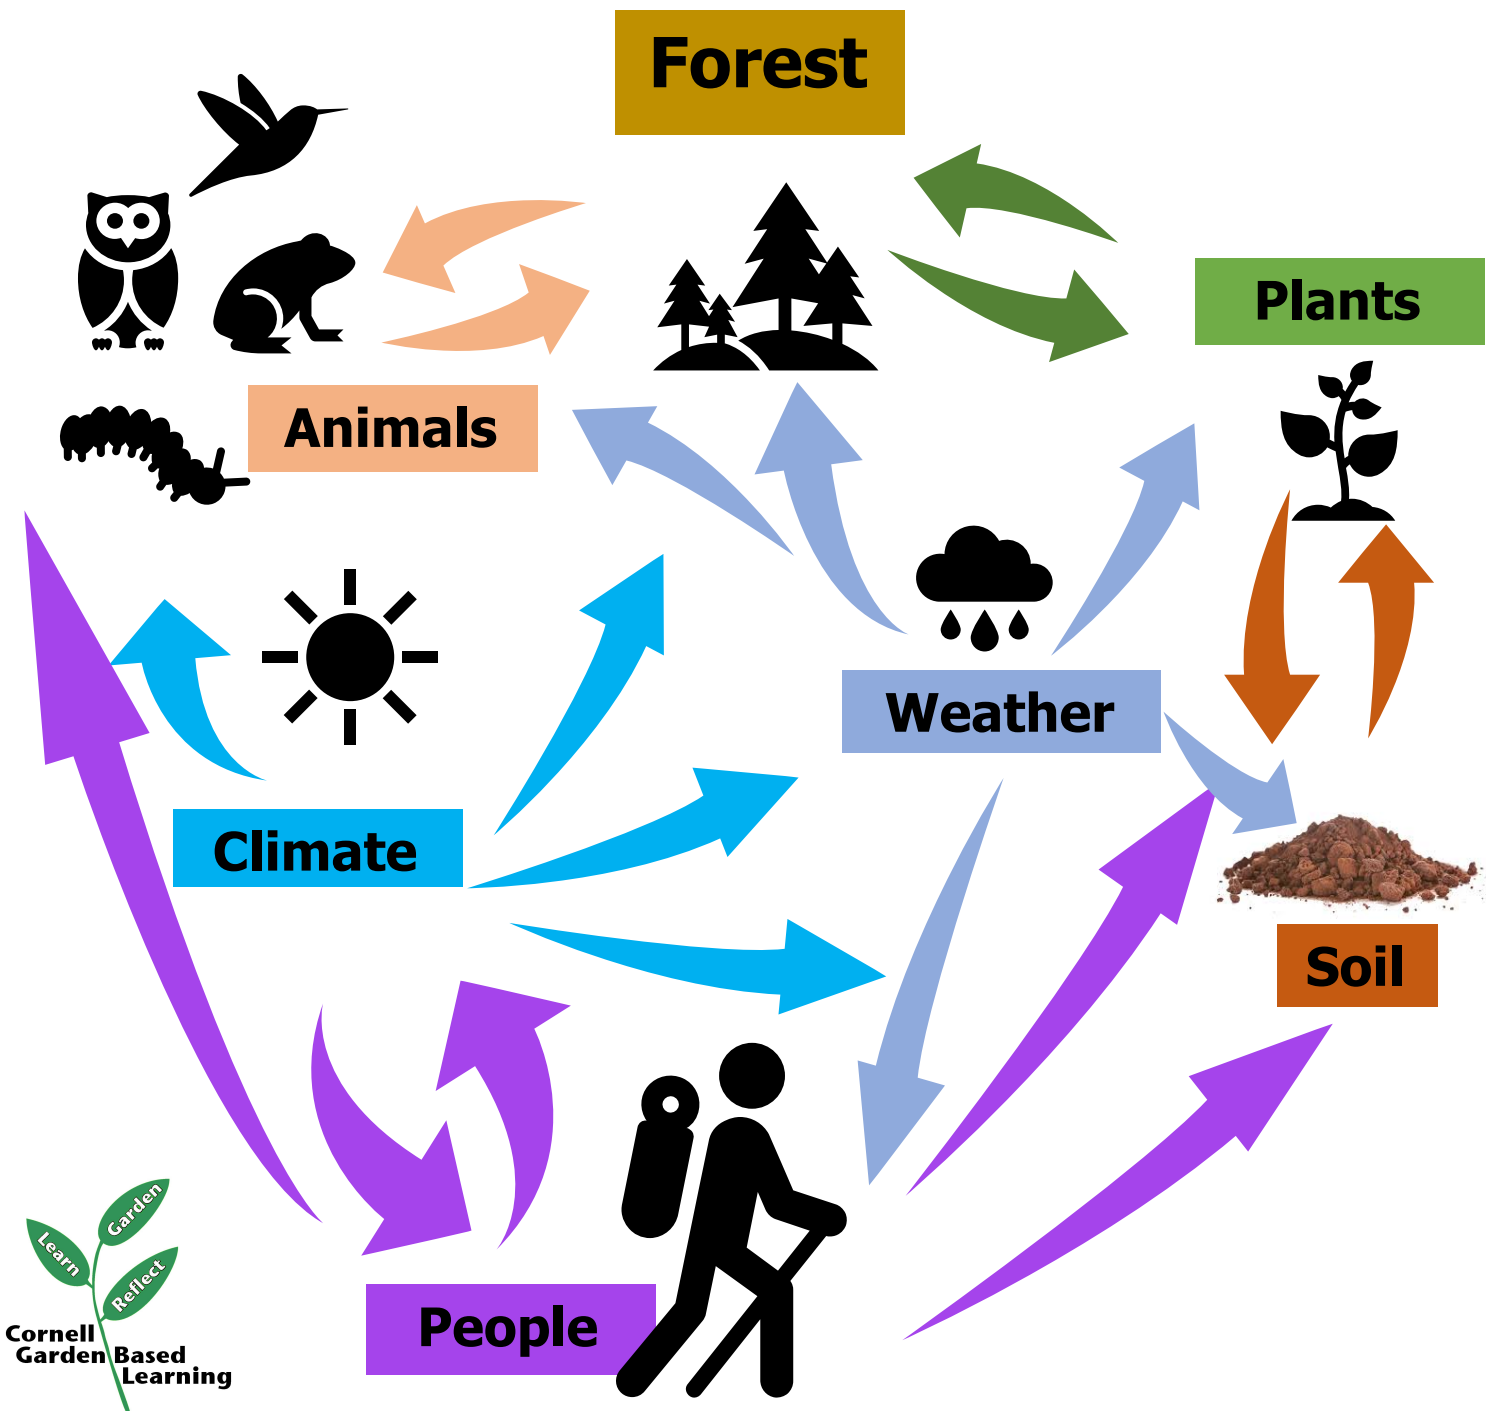 Forest
Plants
Animals
Weather
Climate
Soil
People
Garden
Learn
Reflect
Cornell
Garden Based
Learning